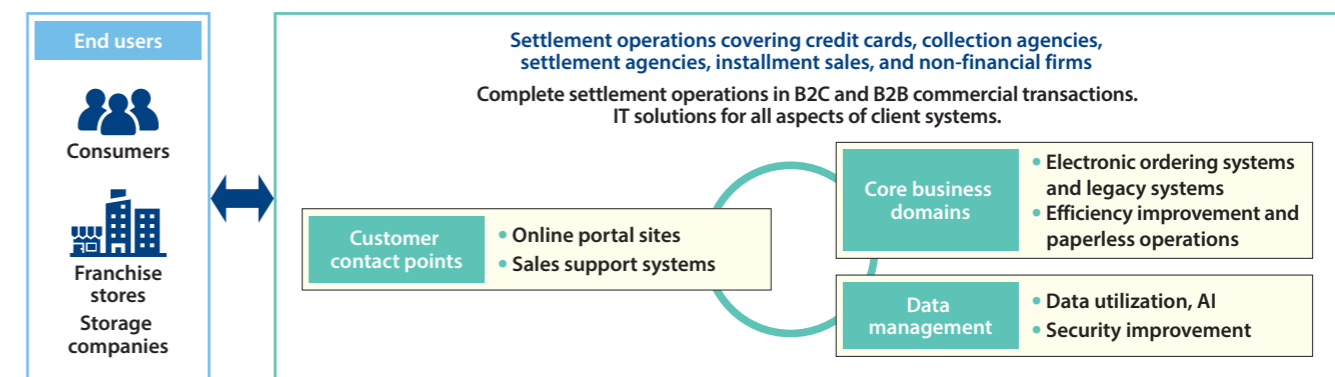 End users
Consumers
Franchise
stores
Storage
companies
Settlement operations covering credit cards, collection agencies,
settlement agencies, installment sales, and non-financial firms
Complete settlement operations in B2C and B2B commercial transactions.
IT solutions for all aspects of client systems.
Customer
contact points
• Online portal sites
• Sales support systems
Core business
domains
• Electronic ordering systems
and legacy systems
• Efficiency improvement and
paperless operations
Data
management
• Data utilization, AI
• Security improvement